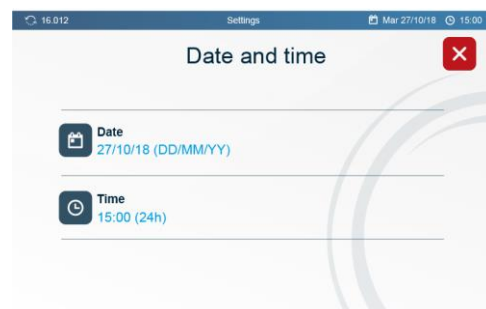 16.012 Settings Mar 27/10/18 15:00
Date and time
Date
27/10/18 (DD/MM/YY)
Time
15:00 (24h)